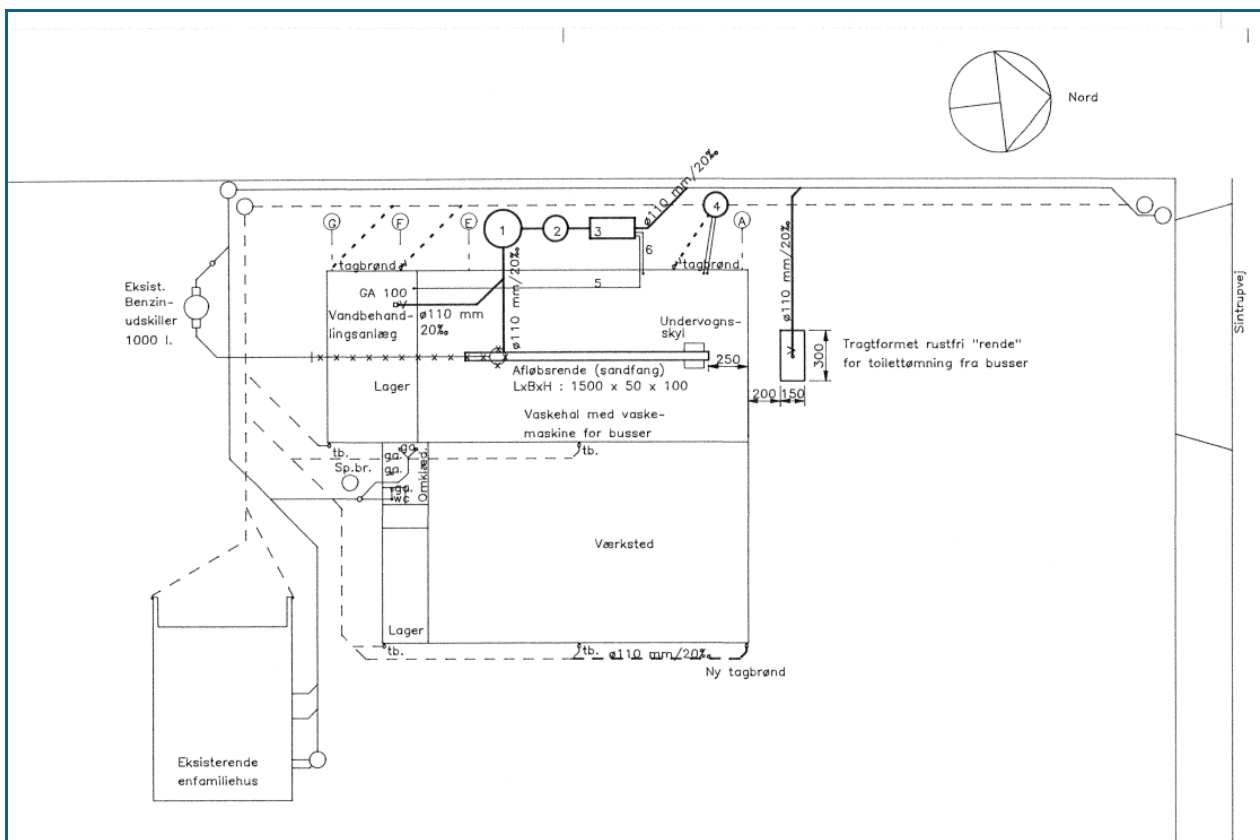 Nord
ø110 mm/20‰
G
F
E
1
2
3
4
A
6
tagbrønd
tagbrønd
ø110 mm/20‰
ø110 mm/20‰
Sintrupvej
5
GA 100
Eksist.
Benzin-
udskiller
1000 l.
Vandbehand-
lingsanlæg
ø110 mm
20‰
Undervogns-
skyl
250
300
Tragtformet rustfri "rende"
for toilettømning fra busser
Afløbsrende (sandfang)
LxBxH : 1500 x 50 x 100
Lager
200
150
Vaskehal med vaske-
maskine for busser
tb.
ga.
ga.
ga.
tb.
Sp.br.
ga.
wc
Omklæd.
Værksted
Lager
tb.
tb.
ø110 mm/20‰
Ny tagbrønd
Eksisterende
enfamiliehus